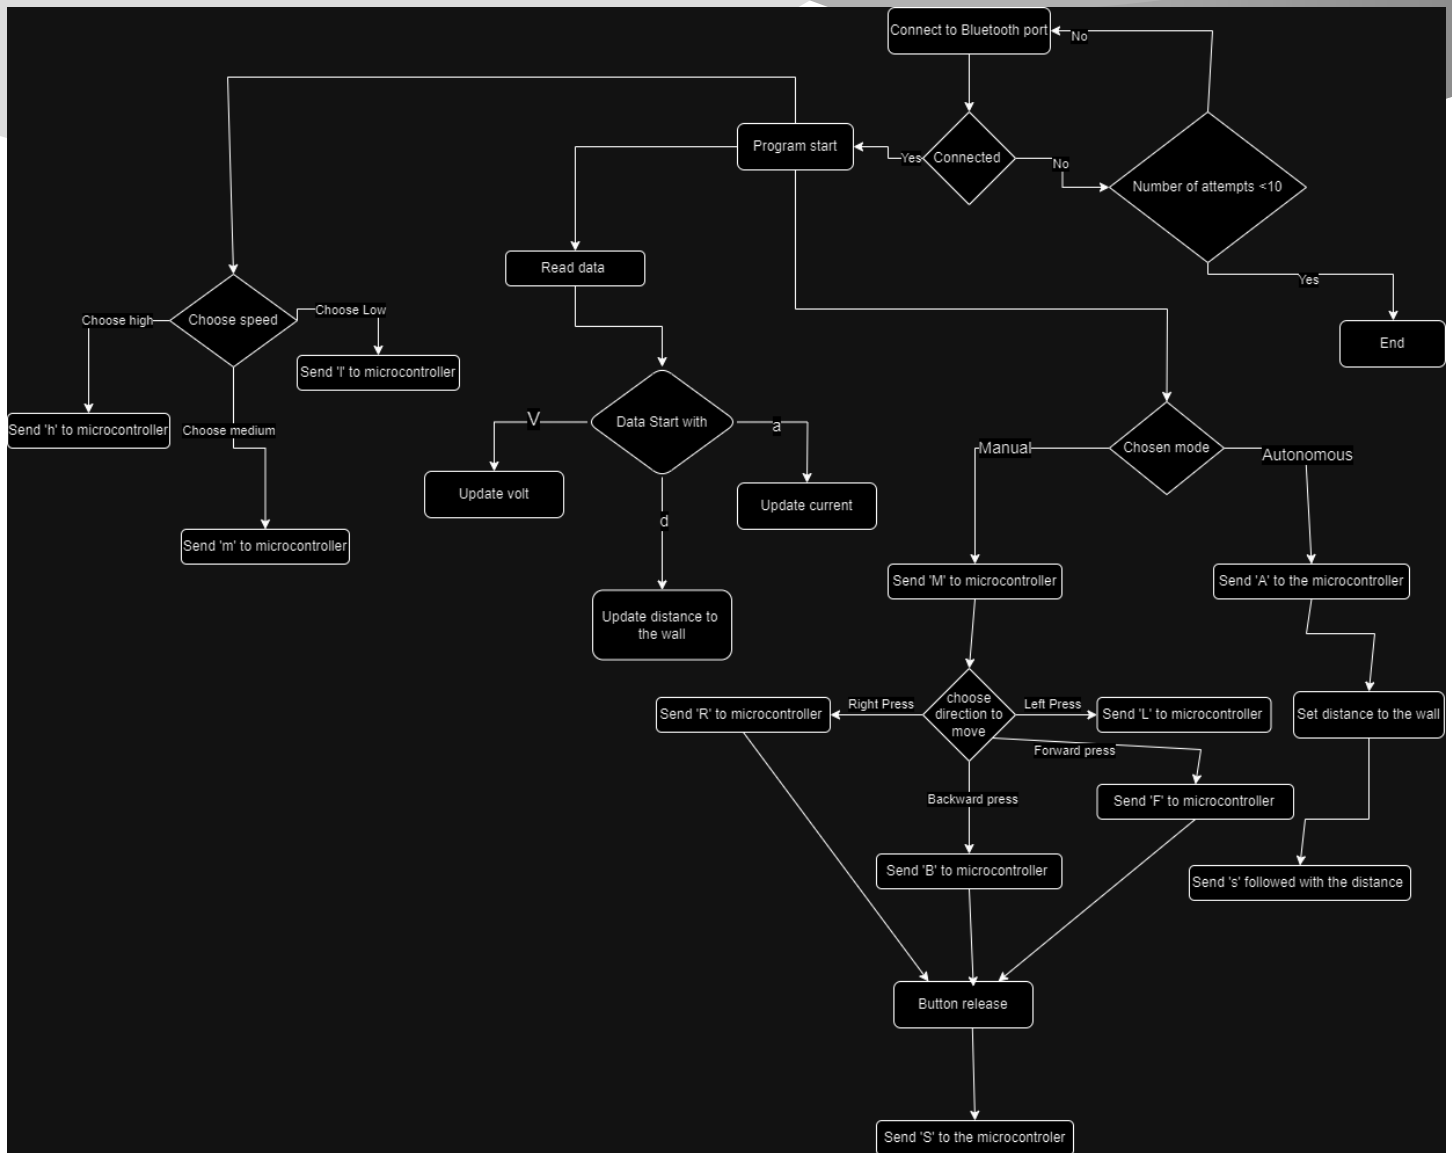 Connect to Bluetooth port
No
Program start
Yes
Connected
No
Number of attempts <10
Yes
End
Read data
Choose high
Choose speed
Choose Low
Send 'l' to microcontroller
Send 'h' to microcontroller
Choose medium
Send 'm' to microcontroller
V
Data Start with
a
Update volt
Update current
d
Update distance to
the wall
Manual
Chosen mode
Autonomous
Send 'M' to microcontroller
Send 'A' to the microcontroller
Send 'R' to microcontroller
Right Press
choose
direction to
move
Left Press
Send 'L' to microcontroller
Set distance to the wall
Forward press
Backward press
Send 'F' to microcontroller
Send 'B' to microcontroller
Send 's' followed with the distance
Button release
Send 'S' to the microcontroler